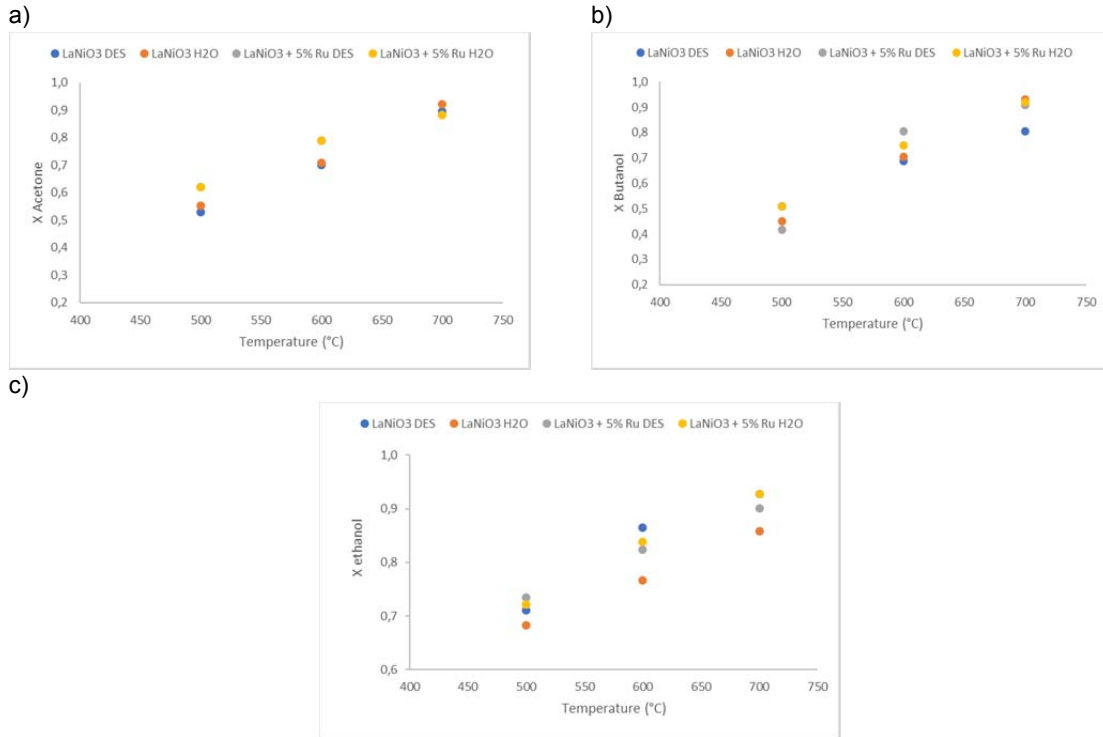 a)
LaNiO3 DES LaNiO3 H2O LaNiO3 + 5% Ru DES LaNiO3 + 5% Ru H2O
1,0
0,9
0,8
0,7
0,6
0,5
0,4
0,3
0,2
X Acetone
400 450 500 550 600 650 700 750
Temperature (°C)
b)
LaNiO3 DES LaNiO3 H2O LaNiO3 + 5% Ru DES LaNiO3 + 5% Ru H2O
1,0
0,9
0,8
0,7
0,6
0,5
0,4
0,3
0,2
X Butanol
400 450 500 550 600 650 700 750
Temperature (°C)
c)
LaNiO3 DES LaNiO3 H2O LaNiO3 + 5% Ru DES LaNiO3 + 5% Ru H2O
1,0
0,9
0,8
0,7
0,6
X ethanol
400 450 500 550 600 650 700 750
Temperature (°C)